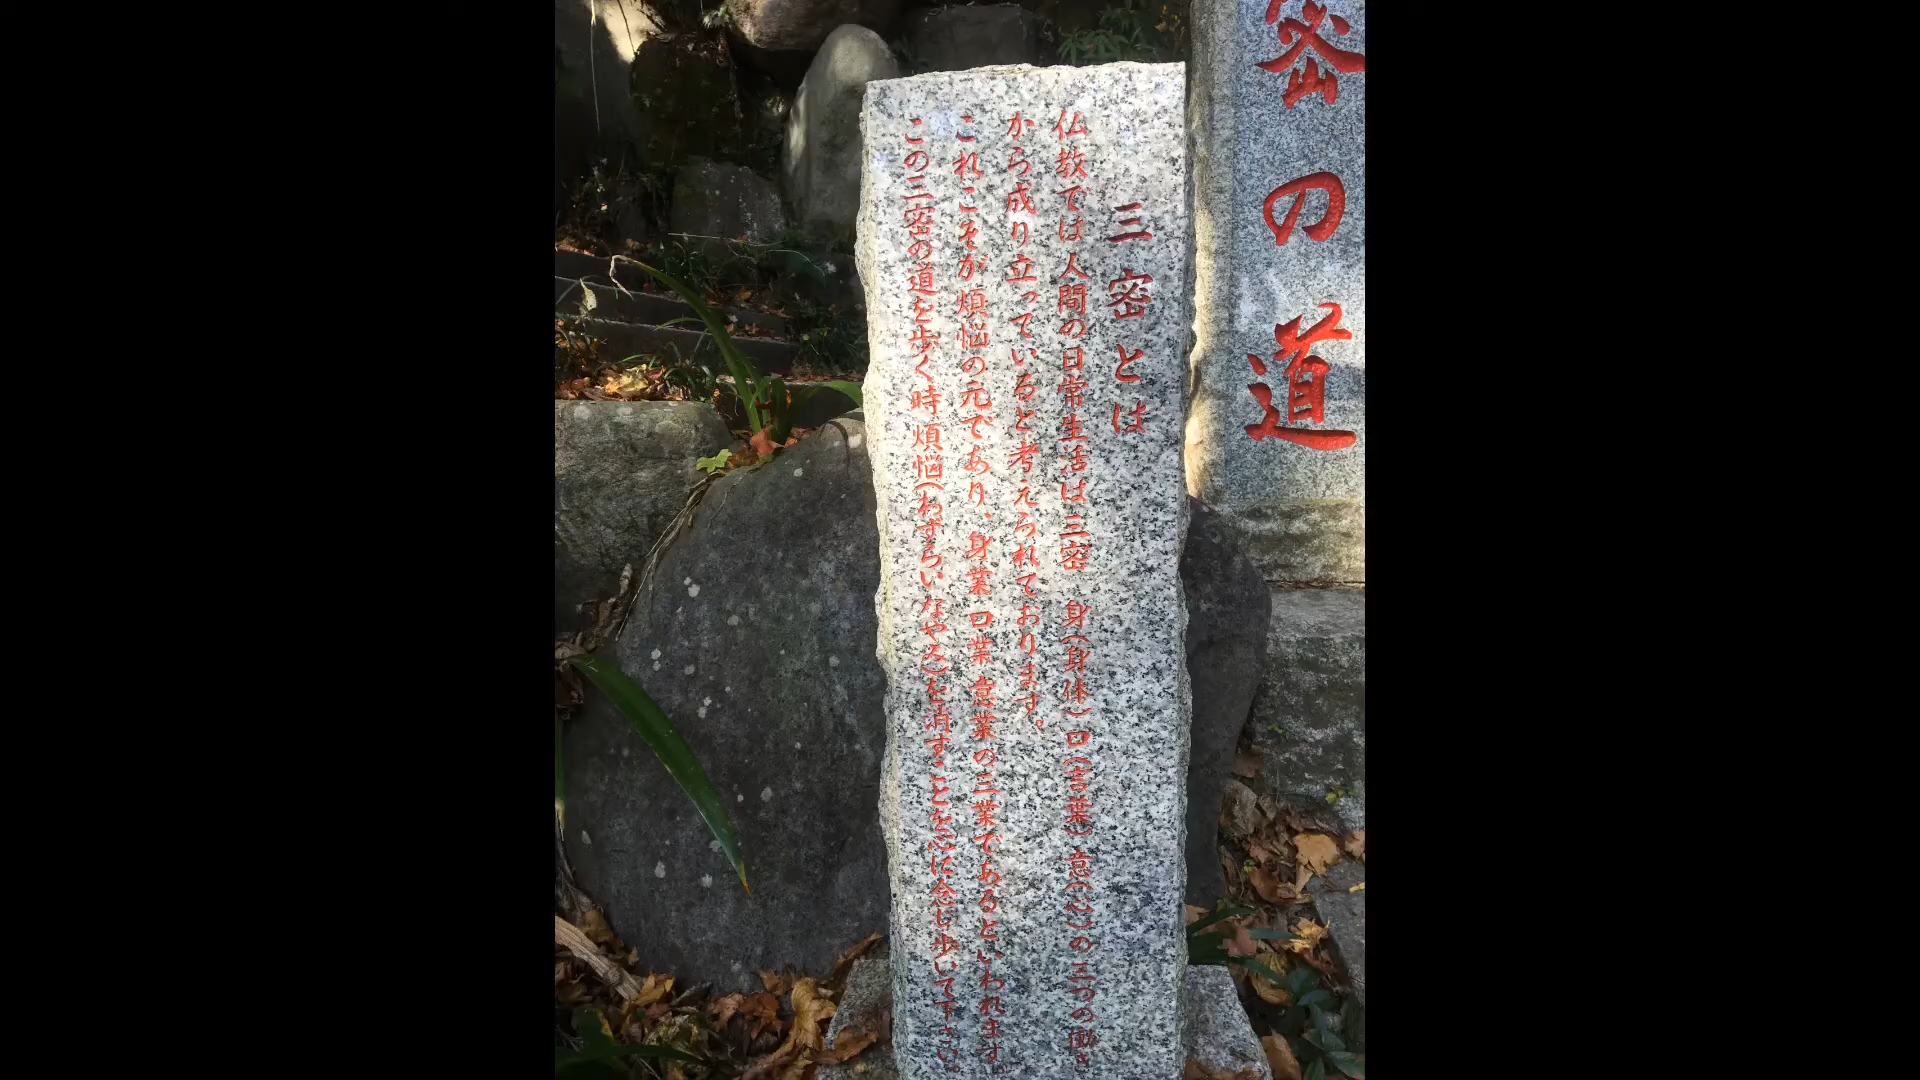 密の道
三密とは
仏教では人間の日常生活は三密 身(身体)口(言葉)意(心)の三つの働き
から成り立っていると考えられております。
これこそが煩悩の元であり、身業 口業 意業の三業であるといわれます。
この三密の道を歩く時煩悩(わずらいなやみ)を消すことを心に念じ歩いて下さい。